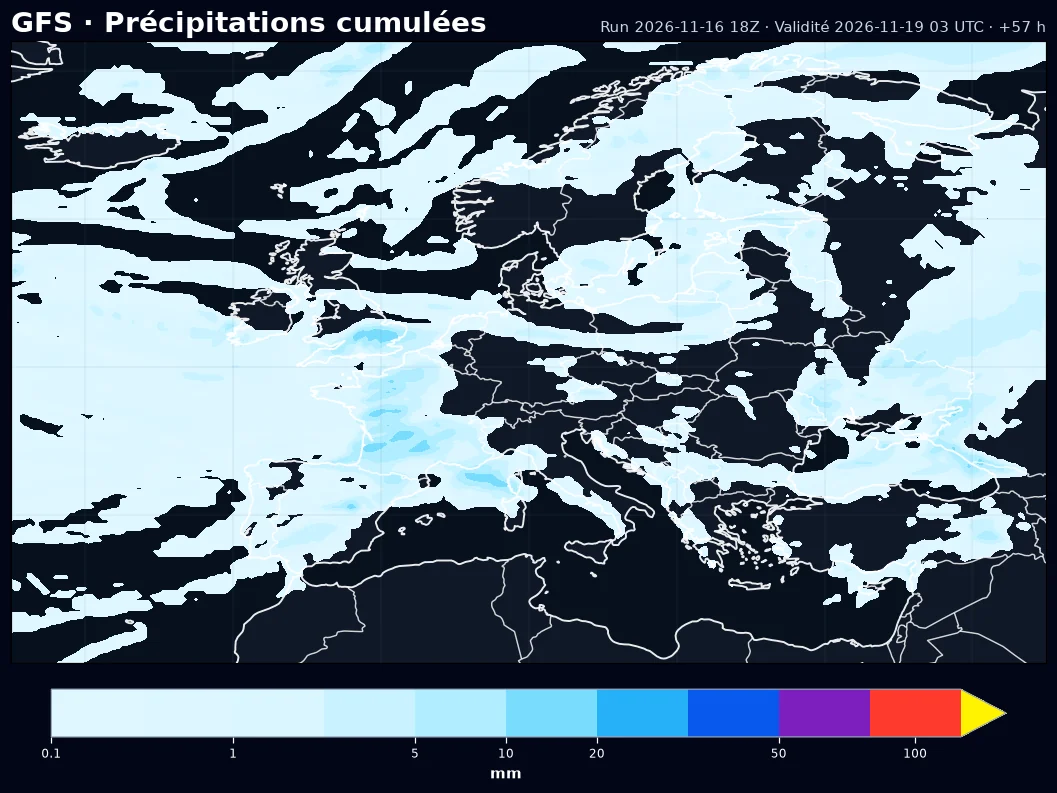 GFS · Précipitations cumulées
Run 2026-11-16 18Z · Validité 2026-11-19 03 UTC · +57 h
0.1 1 5 10 20 50 100
mm